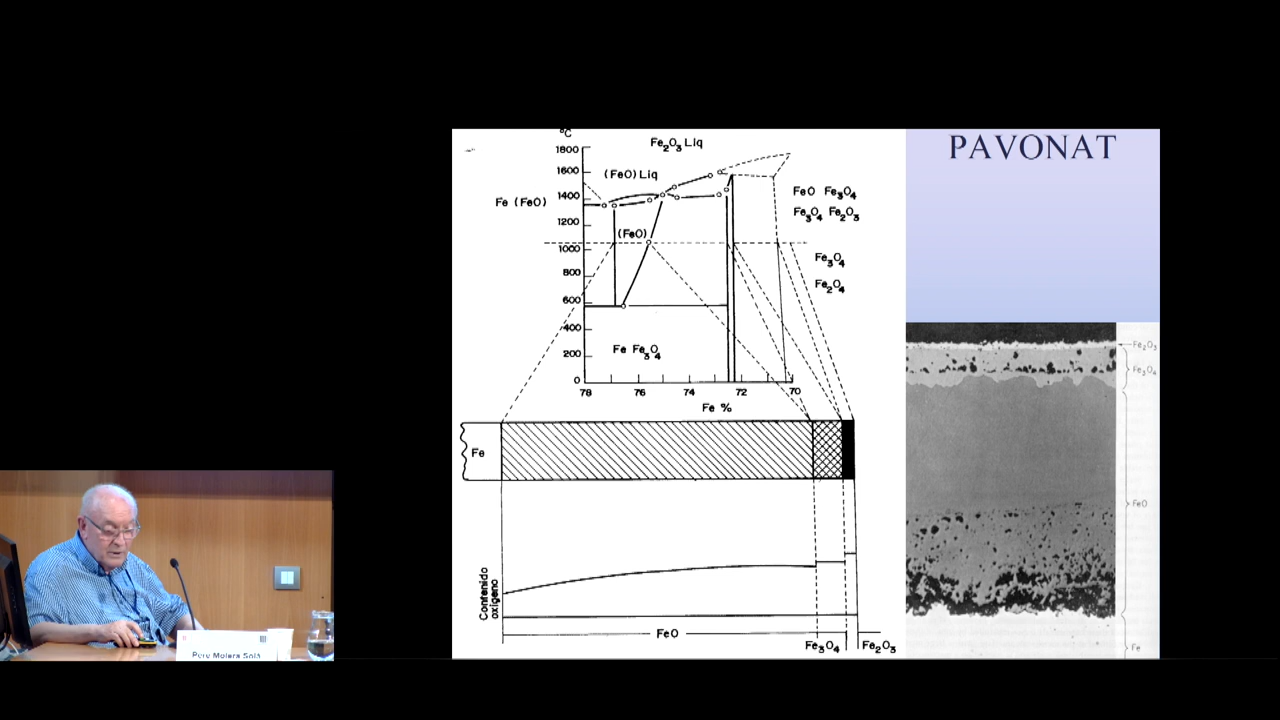 PAVONAT
°C
1800
Fe2O3 Liq
1600
(FeO) Liq
1400
FeO Fe3O4
Fe (FeO)
Fe3O4 Fe2O3
1200
(FeO)
1000
Fe3O4
800
Fe2O4
600
400
Fe Fe3O4
200
0
78 76 74 72 70
Fe %
Fe
Contenido
oxigeno
FeO
Fe3O4
Fe2O3
Fe2O3
Fe3O4
FeO
Fe
Pere Molera Solà